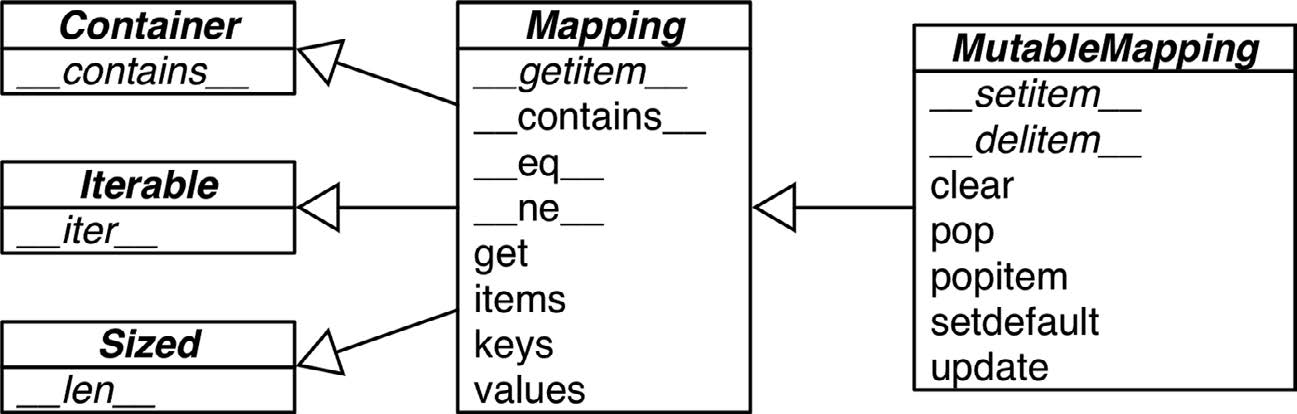 Container
__contains__
Iterable
__iter__
Sized
__len__
Mapping
__getitem__
__contains__
__eq__
__ne__
get
items
keys
values
MutableMapping
__setitem__
__delitem__
clear
pop
popitem
setdefault
update